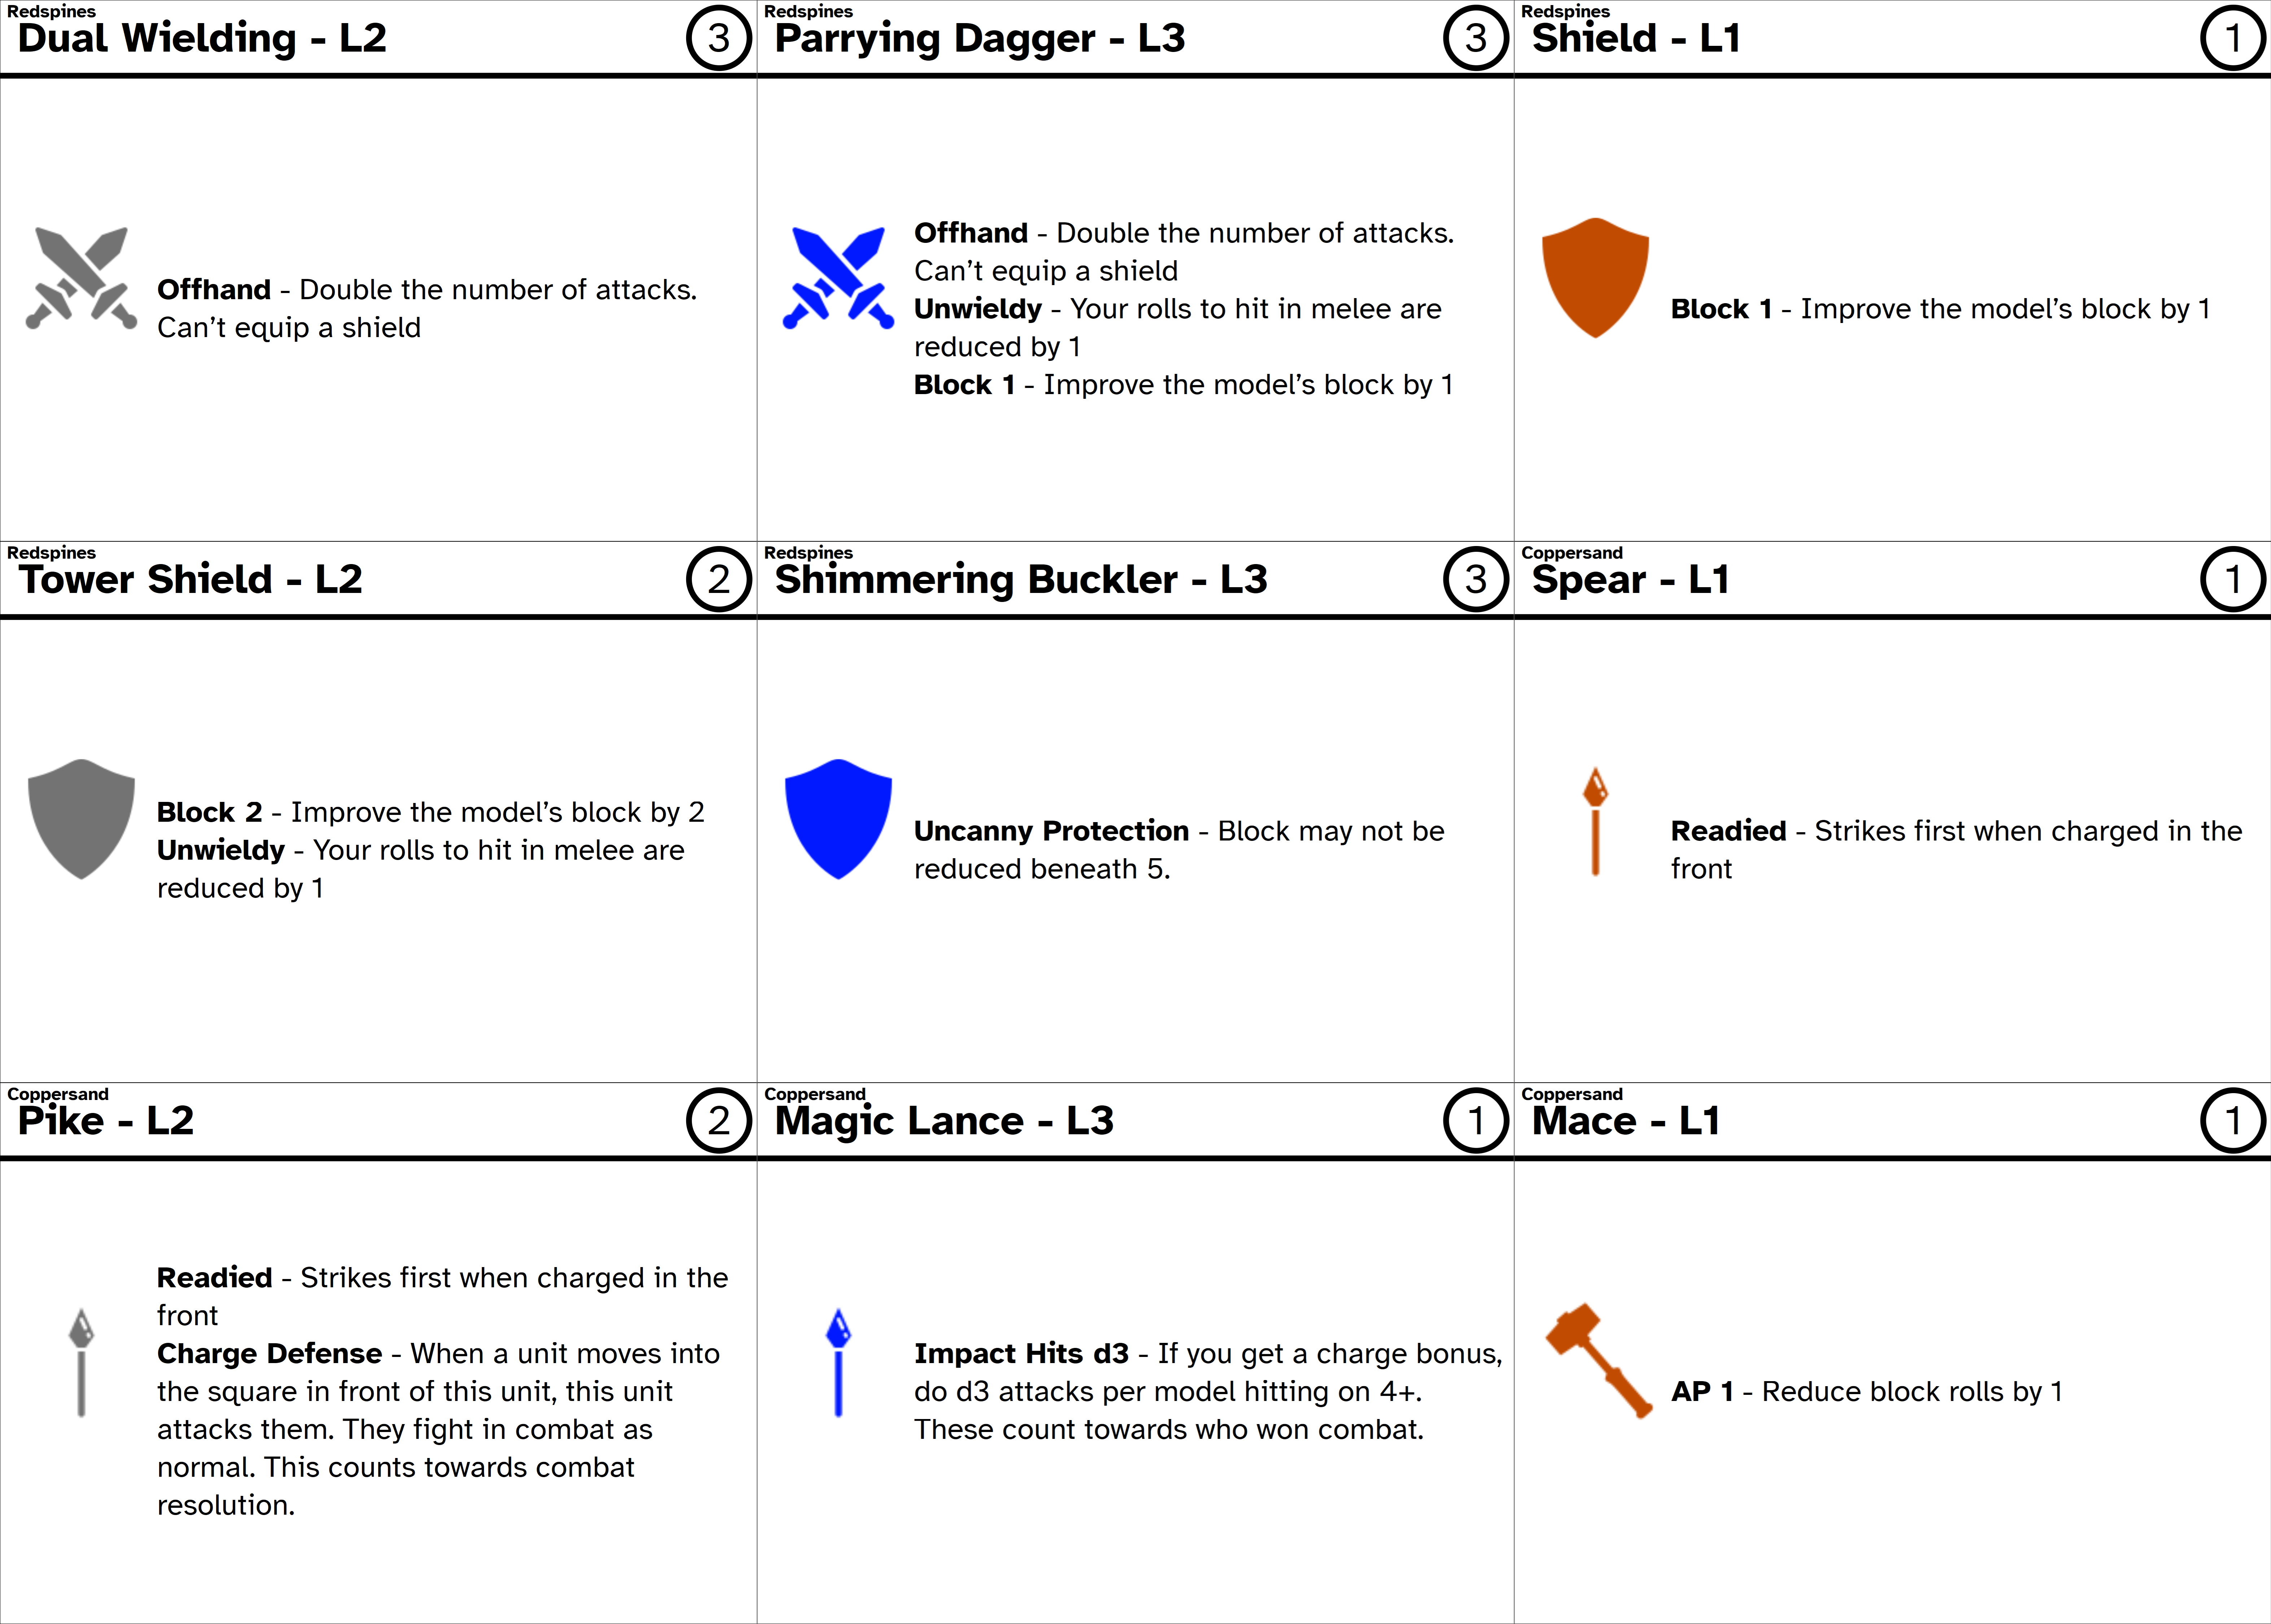 Redspines
Dual Wielding - L2
3
Offhand - Double the number of attacks.
Can't equip a shield
Redspines
Parrying Dagger - L3
3
Offhand - Double the number of attacks.
Can't equip a shield
Unwieldy - Your rolls to hit in melee are
reduced by 1
Block 1 - Improve the model's block by 1
Redspines
Shield - L1
1
Block 1 - Improve the model's block by 1
Redspines
Tower Shield - L2
2
Block 2 - Improve the model's block by 2
Unwieldy - Your rolls to hit in melee are
reduced by 1
Redspines
Shimmering Buckler - L3
3
Uncanny Protection - Block may not be
reduced beneath 5.
Coppersand
Spear - L1
1
Readied - Strikes first when charged in the
front
Coppersand
Pike - L2
2
Readied - Strikes first when charged in the
front
Charge Defense - When a unit moves into
the square in front of this unit, this unit
attacks them. They fight in combat as
normal. This counts towards combat
resolution.
Coppersand
Magic Lance - L3
1
Impact Hits d3 - If you get a charge bonus,
do d3 attacks per model hitting on 4+.
These count towards who won combat.
Coppersand
Mace - L1
1
AP 1 - Reduce block rolls by 1